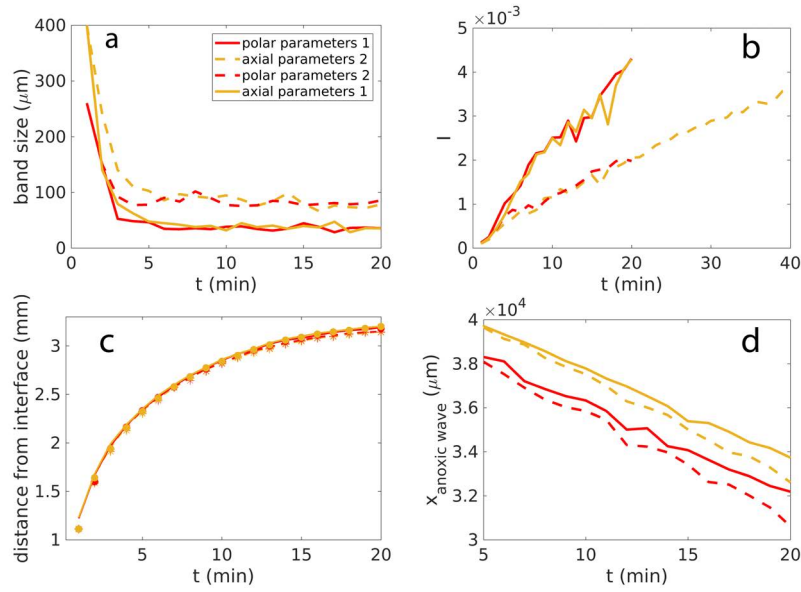 a
400
300
200
100
0
band size (μm)
polar parameters 1
axial parameters 2
polar parameters 2
axial parameters 1
0 5 10 15 20
t (min)
×10⁻³
b
5
4
3
2
1
0
I
0 10 20 30 40
t (min)
c
3
2.5
2
1.5
1
distance from interface (mm)
5 10 15 20
t (min)
×10⁴
d
4
3.8
3.6
3.4
3.2
3
x_anoxic wave (μm)
5 10 15 20
t (min)